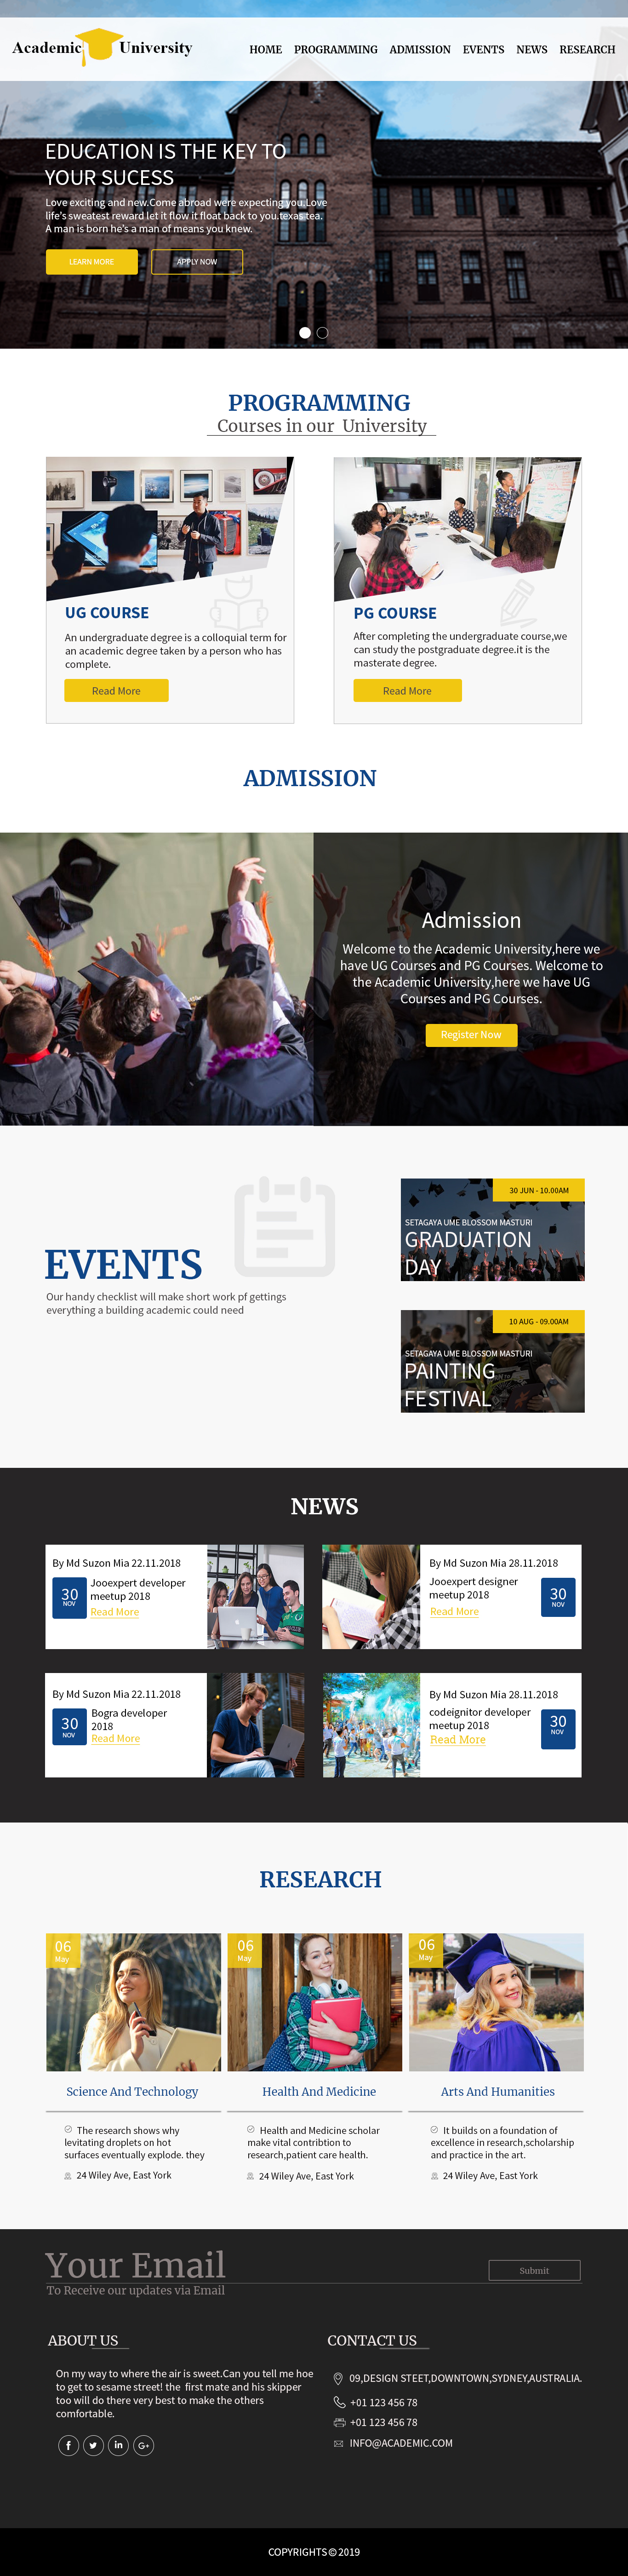 Academic University
HOME PROGRAMMING ADMISSION EVENTS NEWS RESEARCH
EDUCATION IS THE KEY TO
YOUR SUCESS
Love exciting and new.Come abroad were expecting you.Love
life's sweatest reward let it flow it float back to you.texas tea.
A man is born he's a man of means you knew.
LEARN MORE
APPLY NOW
PROGRAMMING
Courses in our University
UG COURSE
An undergraduate degree is a colloquial term for
an academic degree taken by a person who has
complete.
Read More
PG COURSE
After completing the undergraduate course,we
can study the postgraduate degree.it is the
masterate degree.
Read More
ADMISSION
Admission
Welcome to the Academic University,here we
have UG Courses and PG Courses. Welcome to
the Academic University,here we have UG
Courses and PG Courses.
Register Now
EVENTS
Our handy checklist will make short work pf gettings
everything a building academic could need
30 JUN - 10.00AM
SETAGAYA UME BLOSSOM MASTURI
GRADUATION
DAY
10 AUG - 09.00AM
SETAGAYA UME BLOSSOM MASTURI
PAINTING
FESTIVAL
NEWS
By Md Suzon Mia 22.11.2018
30
NOV
Jooexpert developer
meetup 2018
Read More
By Md Suzon Mia 28.11.2018
Jooexpert designer
meetup 2018
Read More
30
NOV
By Md Suzon Mia 22.11.2018
30
NOV
Bogra developer
2018
Read More
By Md Suzon Mia 28.11.2018
codeignitor developer
meetup 2018
Read More
30
NOV
RESEARCH
06
May
Science And Technology
The research shows why
levitating droplets on hot
surfaces eventually explode. they
24 Wiley Ave, East York
06
May
Health And Medicine
Health and Medicine scholar
make vital contribtion to
research,patient care health.
24 Wiley Ave, East York
06
May
Arts And Humanities
It builds on a foundation of
excellence in research,scholarship
and practice in the art.
24 Wiley Ave, East York
Your Email
To Receive our updates via Email
Submit
ABOUT US
On my way to where the air is sweet.Can you tell me hoe
to get to sesame street! the first mate and his skipper
too will do there very best to make the others
comfortable.
f
in
G+
CONTACT US
09,DESIGN STEET,DOWNTOWN,SYDNEY,AUSTRALIA.
+01 123 456 78
+01 123 456 78
INFO@ACADEMIC.COM
COPYRIGHTS © 2019